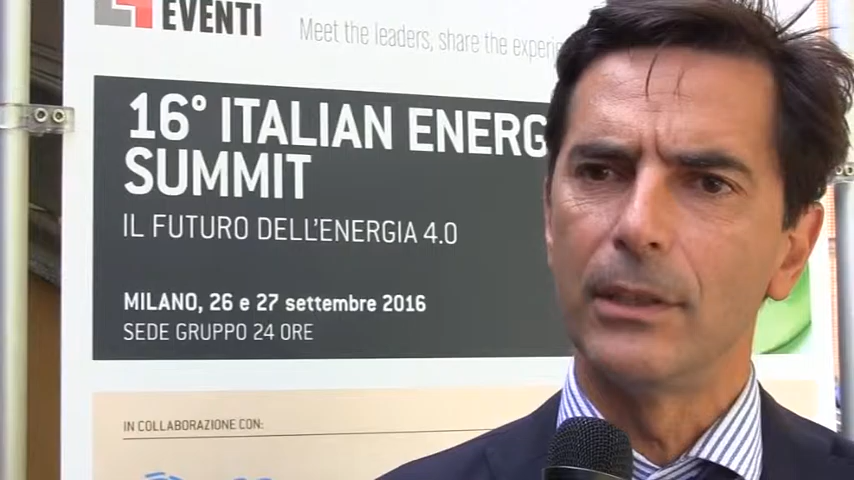 24 EVENTI
Meet the leaders, share the experie
16° ITALIAN ENERG
SUMMIT
IL FUTURO DELL'ENERGIA 4.0
MILANO, 26 e 27 settembre 2016
SEDE GRUPPO 24 ORE
IN COLLABORAZIONE CON: